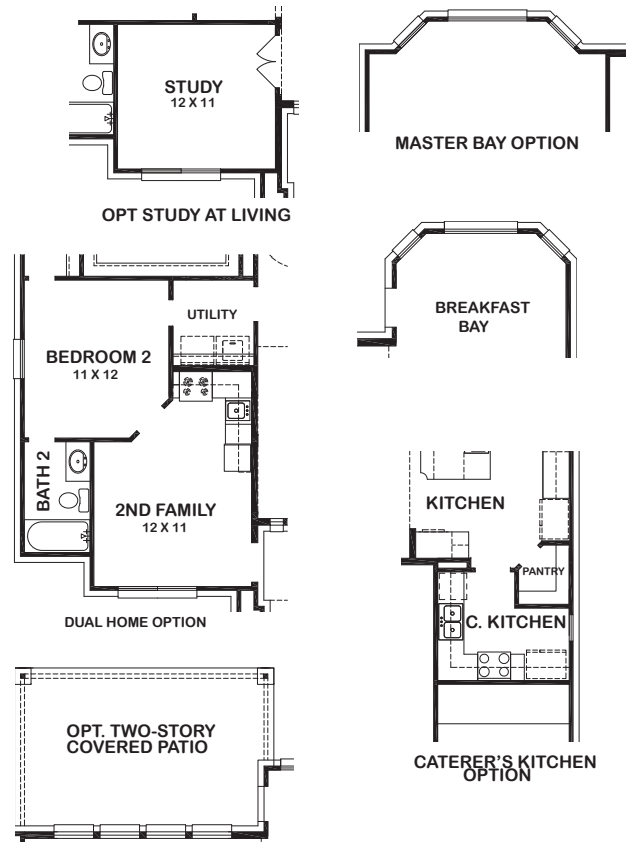 STUDY
12 X 11
OPT STUDY AT LIVING
MASTER BAY OPTION
BREAKFAST
BAY
UTILITY
BEDROOM 2
11 X 12
BATH 2
2ND FAMILY
12 X 11
DUAL HOME OPTION
KITCHEN
PANTRY
C. KITCHEN
CATERER'S KITCHEN
OPTION
OPT. TWO-STORY
COVERED PATIO